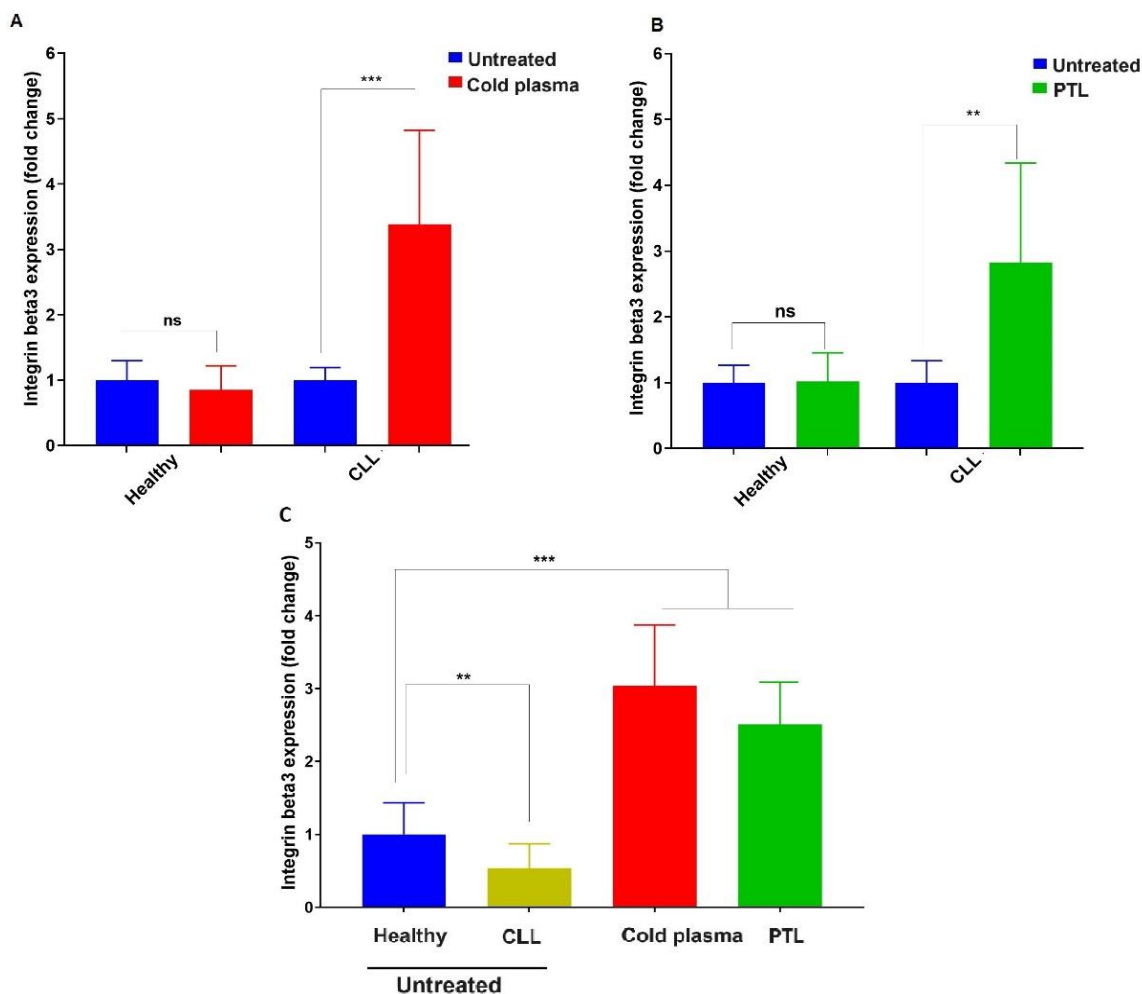 A
Integrin beta3 expression (fold change)
6
5
4
3
2
1
0
Untreated
Cold plasma
***
ns
Healthy
CLL
B
Integrin beta3 expression (fold change)
6
5
4
3
2
1
0
Untreated
PTL
**
ns
Healthy
CLL
C
Integrin beta3 expression (fold change)
5
4
3
2
1
0
***
**
Healthy CLL Cold plasma PTL
Untreated